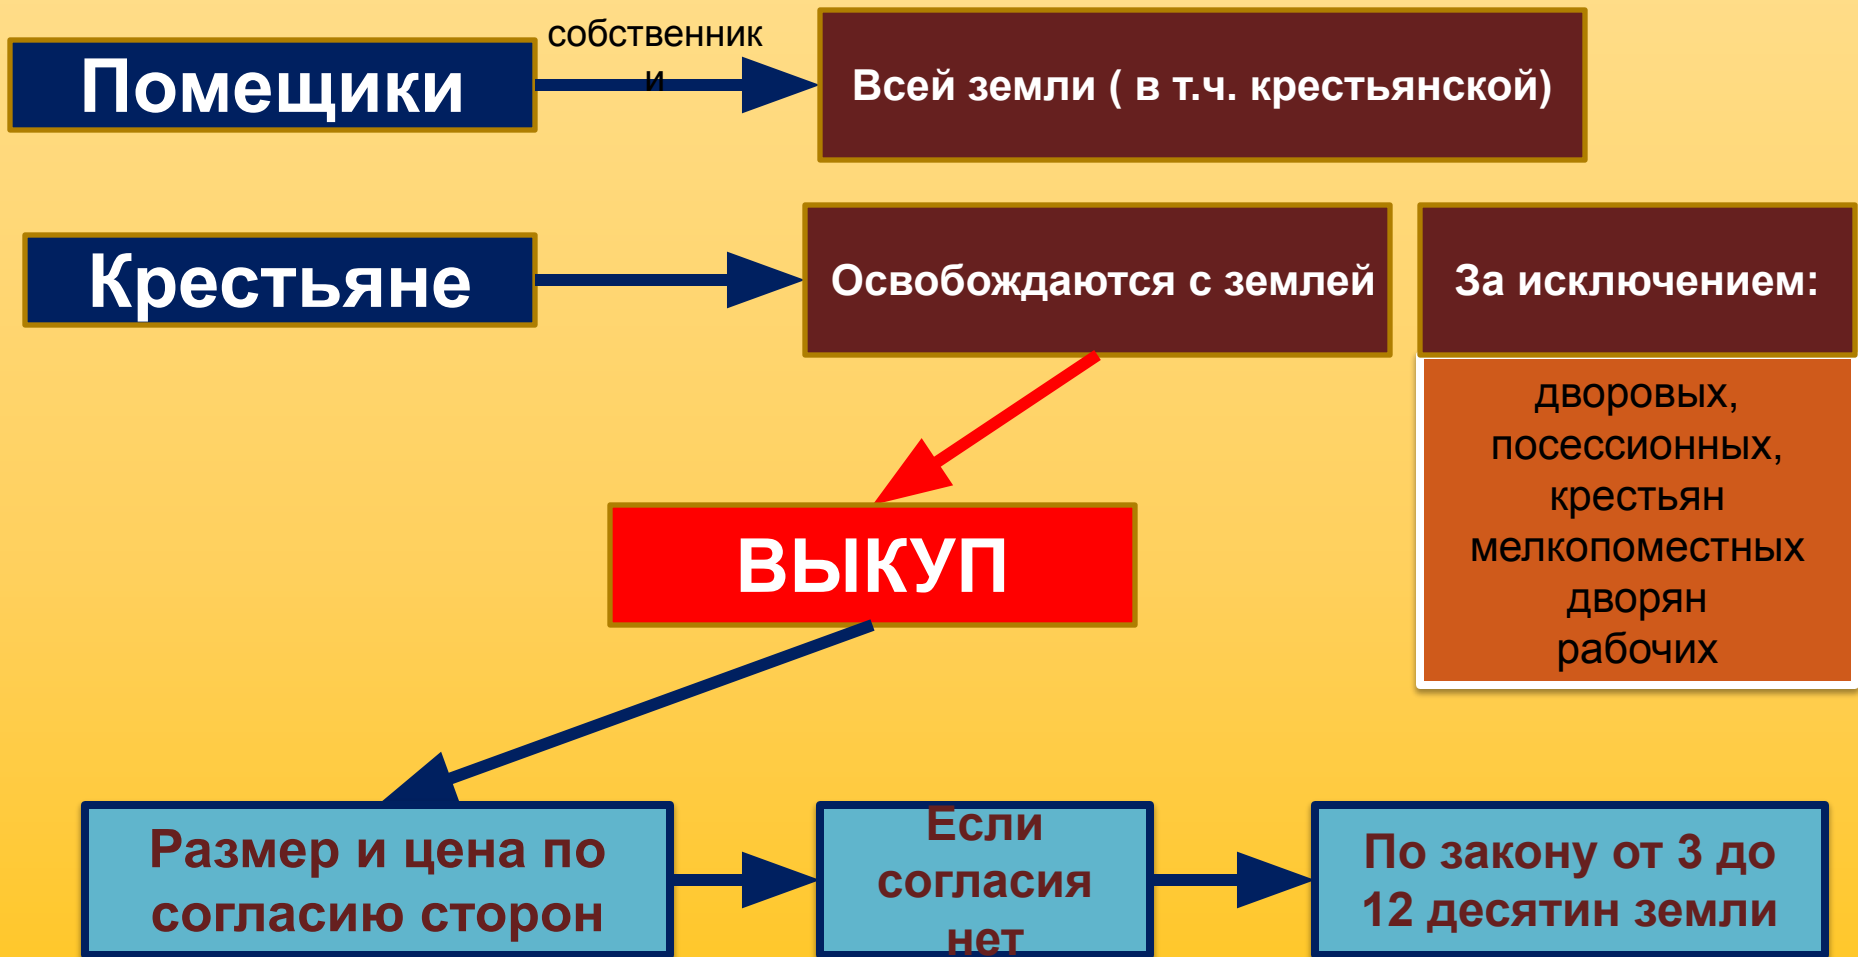 собственник
и
Помещики
Всей земли ( в т.ч. крестьянской)
Крестьяне
Освобождаются с землей
За исключением:
дворовых,
посессионных,
крестьян
мелкопоместных
дворян
рабочих
ВЫКУП
Размер и цена по
согласию сторон
Если
согласия
нет
По закону от 3 до
12 десятин земли